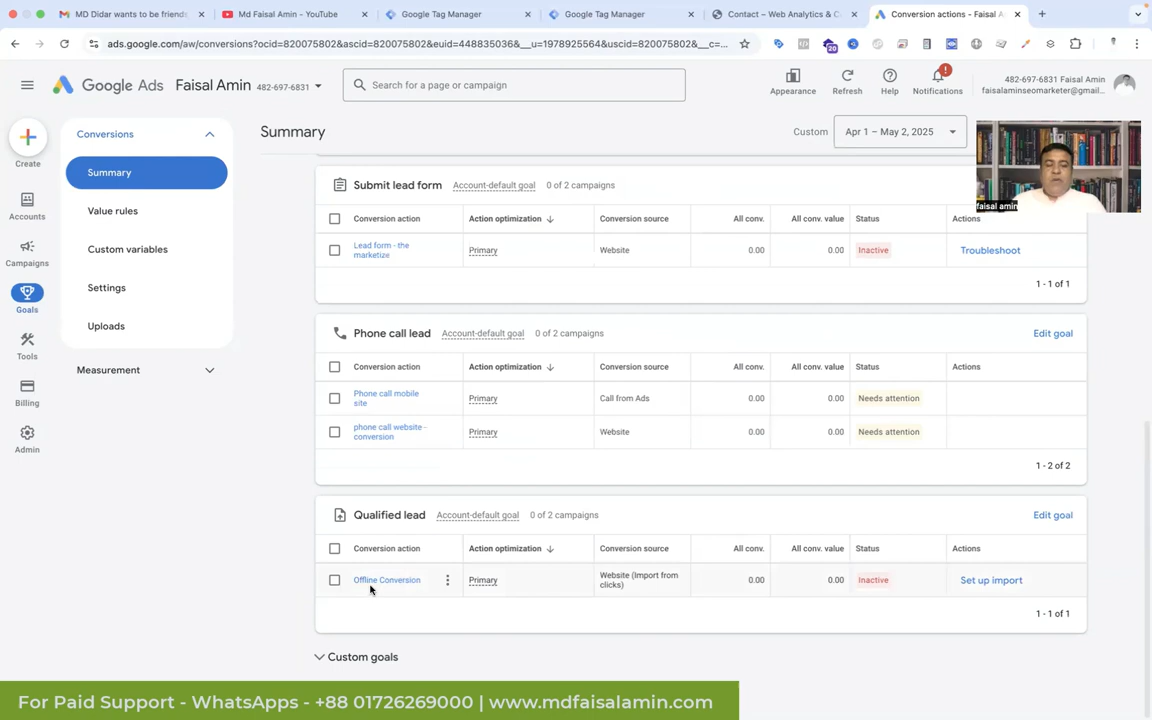 MD Didar wants to be friends
Md Faisal Amin - YouTube
Google Tag Manager
Google Tag Manager
Contact – Web Analytics & C
Conversion actions - Faisal A
ads.google.com/aw/conversions?ocid=820075802&ascid=820075802&euid=448835036&__u=1978925564&uscid=820075802&__c=...
20
Google Ads
Faisal Amin 482-697-6831
Search for a page or campaign
Appearance
Refresh
Help
!
Notifications
482-697-6831 Faisal Amin
faisalaminseomarketer@gmail...
Create
Accounts
Campaigns
Goals
Tools
Billing
Admin
Conversions
Summary
Value rules
Custom variables
Settings
Uploads
Measurement
Summary
Custom
Apr 1 – May 2, 2025
faisal amin
Submit lead form Account-default goal 0 of 2 campaigns
Conversion action Action optimization Conversion source All conv. All conv. value Status Actions
Lead form - the
marketize
Primary Website 0.00 0.00 Inactive Troubleshoot
1 - 1 of 1
Phone call lead Account-default goal 0 of 2 campaigns Edit goal
Conversion action Action optimization Conversion source All conv. All conv. value Status Actions
Phone call mobile
site
Primary Call from Ads 0.00 0.00 Needs attention
phone call website -
conversion
Primary Website 0.00 0.00 Needs attention
1 - 2 of 2
Qualified lead Account-default goal 0 of 2 campaigns Edit goal
Conversion action Action optimization Conversion source All conv. All conv. value Status Actions
Offline Conversion Primary
Website (Import from
clicks)
0.00 0.00 Inactive Set up import
1 - 1 of 1
Custom goals
For Paid Support - WhatsApps - +88 01726269000 | www.mdfaisalamin.com